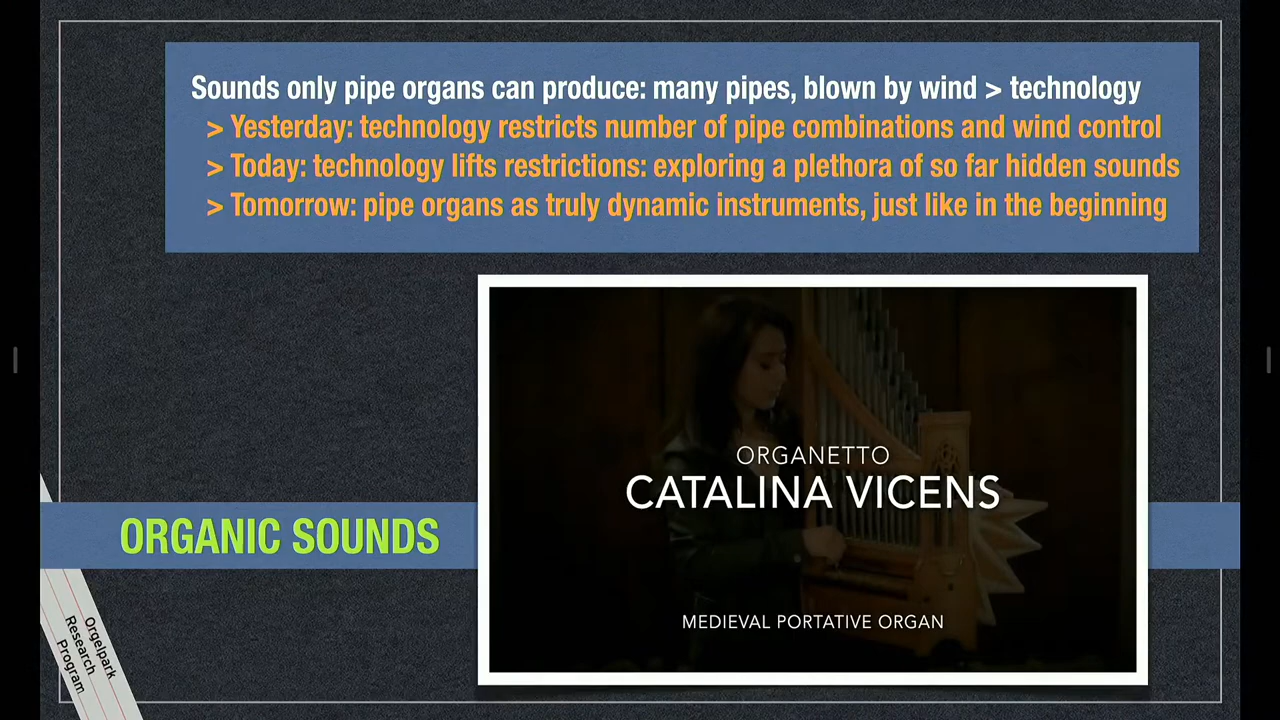 Sounds only pipe organs can produce: many pipes, blown by wind > technology
> Yesterday: technology restricts number of pipe combinations and wind control
> Today: technology lifts restrictions: exploring a plethora of so far hidden sounds
> Tomorrow: pipe organs as truly dynamic instruments, just like in the beginning
ORGANETTO
CATALINA VICENS
ORGANIC SOUNDS
MEDIEVAL PORTATIVE ORGAN
Orgelpark
Research
Program